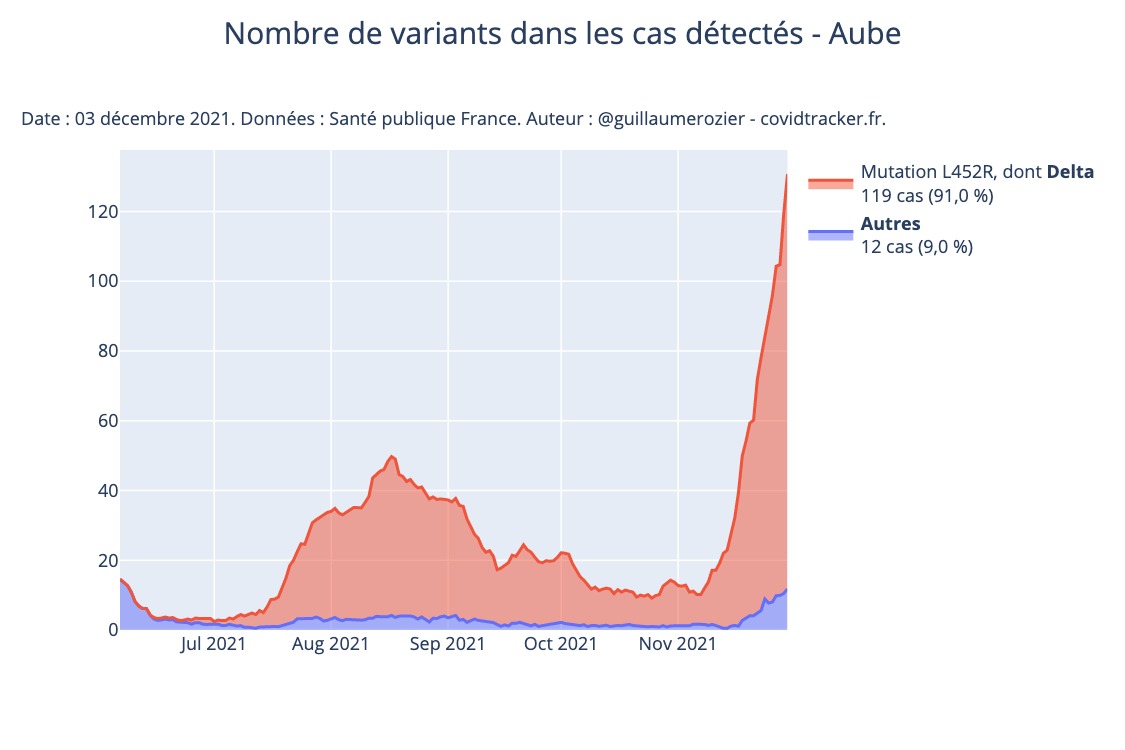 Nombre de variants dans les cas détectés - Aube
Date : 03 décembre 2021. Données : Santé publique France. Auteur : @guillaumerozier - covidtracker.fr.
Mutation L452R, dont Delta
119 cas (91,0 %)
Autres
12 cas (9,0 %)
120
100
80
60
40
20
0
Jul 2021
Aug 2021
Sep 2021
Oct 2021
Nov 2021